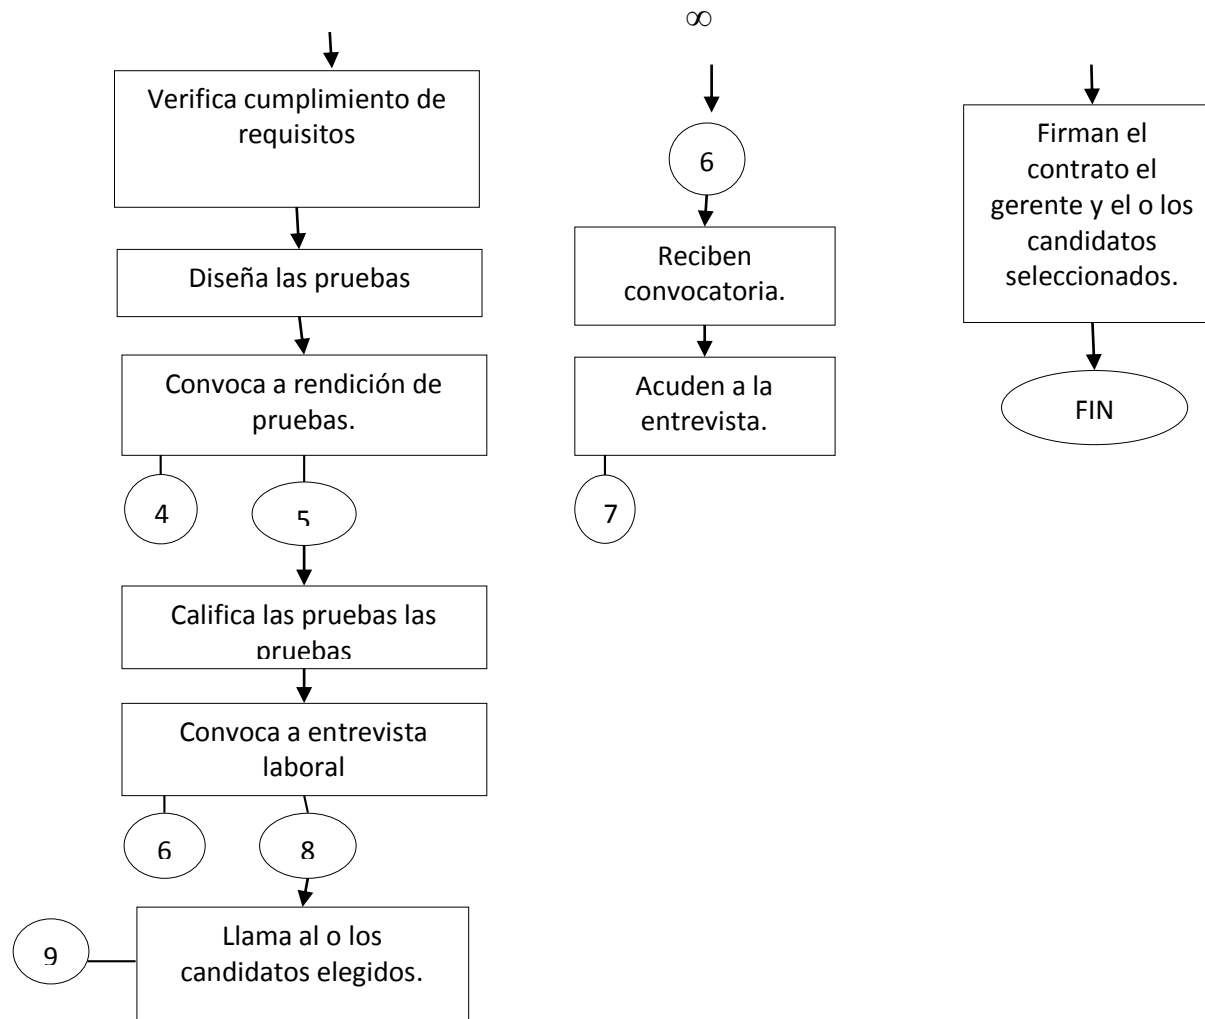 Verifica cumplimiento de
requisitos
Diseña las pruebas
Convoca a rendición de
pruebas.
4
5
Califica las pruebas las
pruebas
Convoca a entrevista
laboral
6
8
9
Llama al o los
candidatos elegidos.
∞
6
Reciben
convocatoria.
Acuden a la
entrevista.
7
Firman el
contrato el
gerente y el o los
candidatos
seleccionados.
FIN